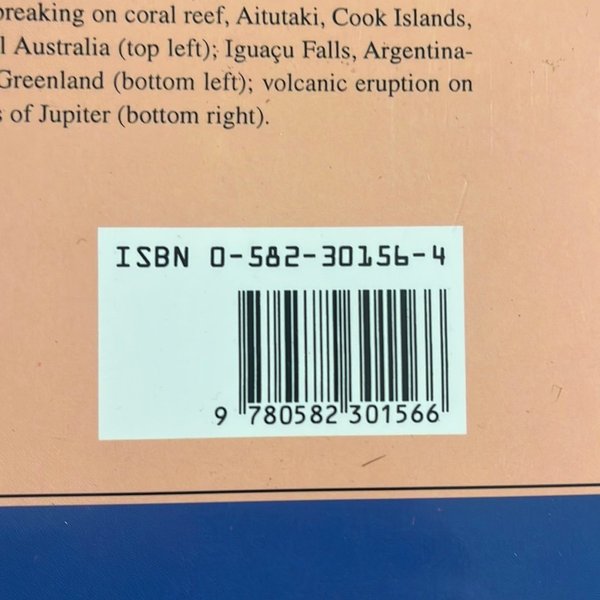 breaking on coral reef, Aitutaki, Cook Islands,
Australia (top left); Iguaçu Falls, Argentina-
Greenland (bottom left); volcanic eruption on
of Jupiter (bottom right).
ISBN 0-582-30156-4
9 780582 301566